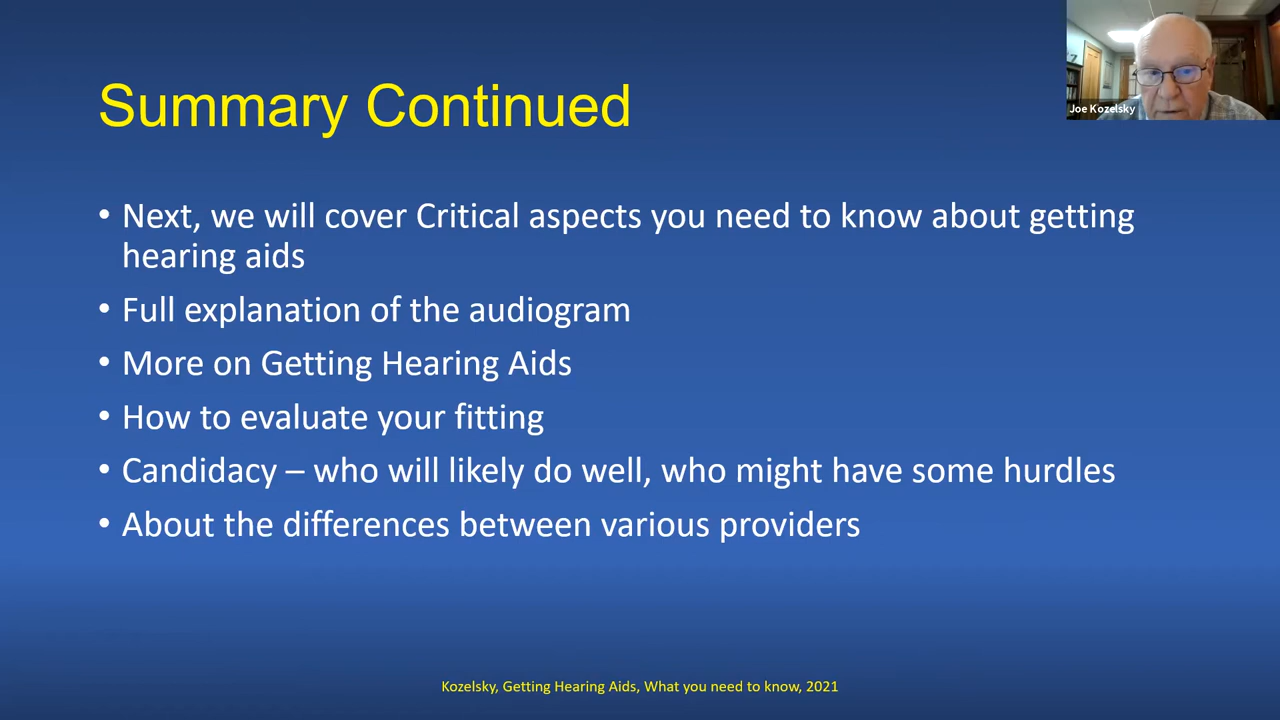 Joe Kozelsky
Summary Continued
• Next, we will cover Critical aspects you need to know about getting
hearing aids
• Full explanation of the audiogram
• More on Getting Hearing Aids
• How to evaluate your fitting
• Candidacy – who will likely do well, who might have some hurdles
• About the differences between various providers
Kozelsky, Getting Hearing Aids, What you need to know, 2021